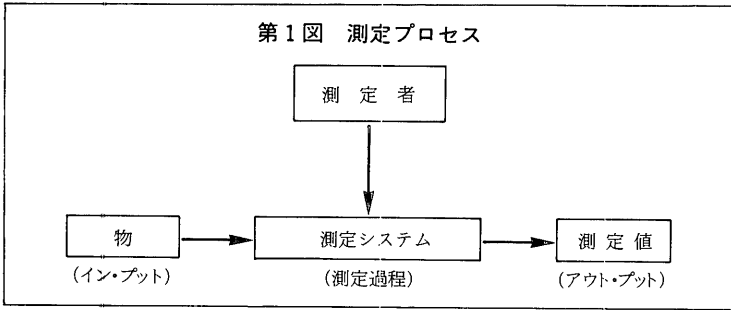 第1図 測定プロセス
測定者
物 測定システム 測定値
(イン・プット) (測定過程) (アウト・プット)